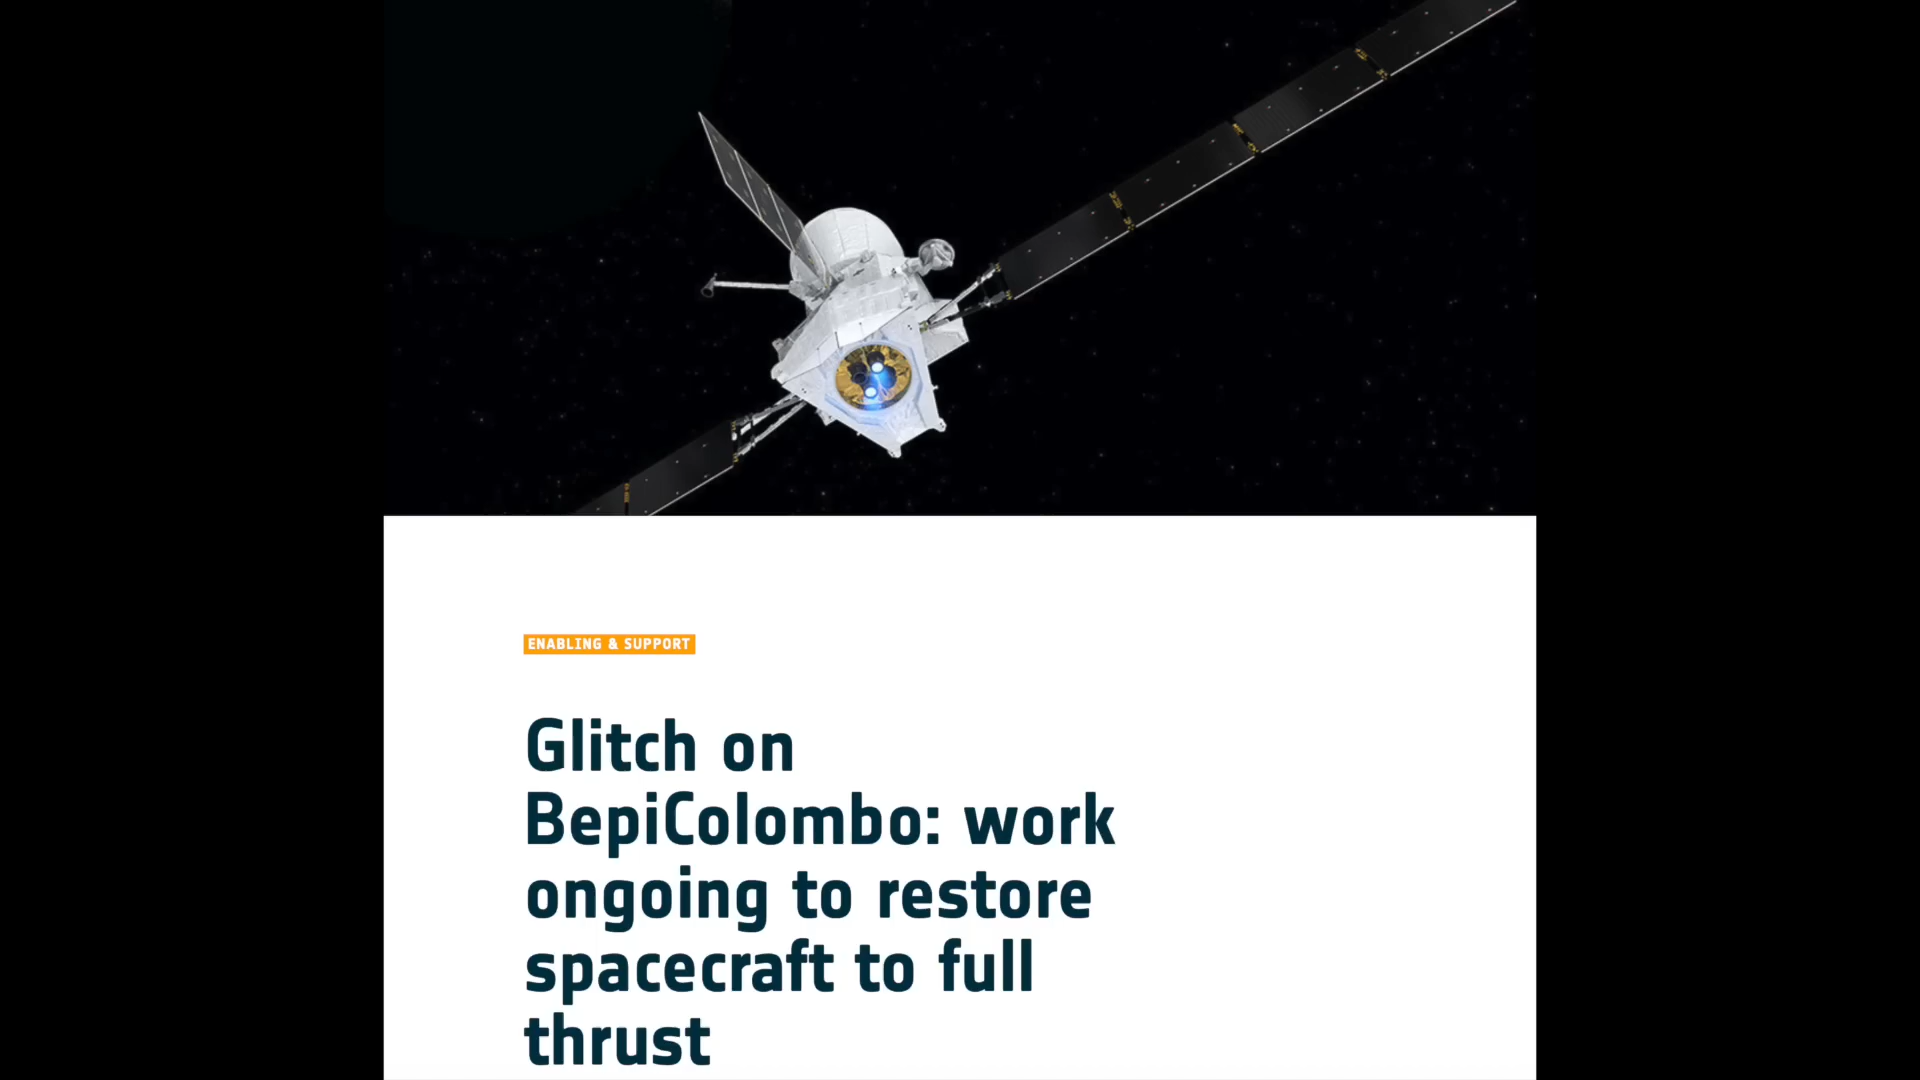 ENABLING & SUPPORT
Glitch on
BepiColombo: work
ongoing to restore
spacecraft to full
thrust